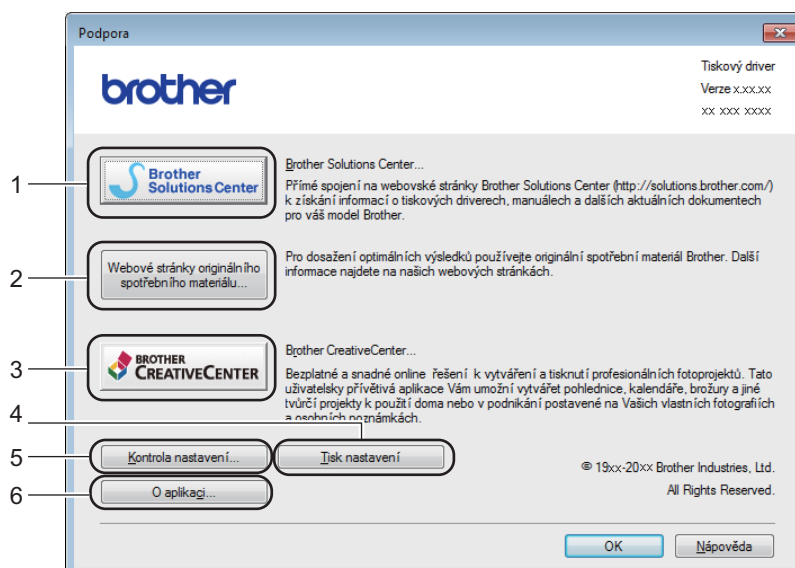 Podpora
brother
Tiskový driver
Verze x.xx.xx
xx xxx xxxx
1
Brother
Solutions Center
Brother Solutions Center...
Přímé spojení na webovské stránky Brother Solutions Center (http://solutions.brother.com/)
k získání informací o tiskových driverech, manuálech a dalších aktuálních dokumentech
pro váš model Brother.
2
Webové stránky originálního
spotřebního materiálu...
Pro dosažení optimálních výsledků používejte originální spotřební materiál Brother. Další
informace najdete na našich webových stránkách.
3
BROTHER
CREATIVECENTER
Brother CreativeCenter...
Bezplatné a snadné online řešení k vytváření a tisknutí profesionálních fotoprojektů. Tato
uživatelsky přívětivá aplikace Vám umožní vytvářet pohlednice, kalendáře, brožury a jiné
tvůrčí projekty k použití doma nebo v podnikání postavené na Vašich vlastních fotografiích
a osobních poznámkách.
4
5
Kontrola nastavení...
Tisk nastavení
6
O aplikaci...
© 19xx-20xx Brother Industries, Ltd.
All Rights Reserved.
OK
Nápověda